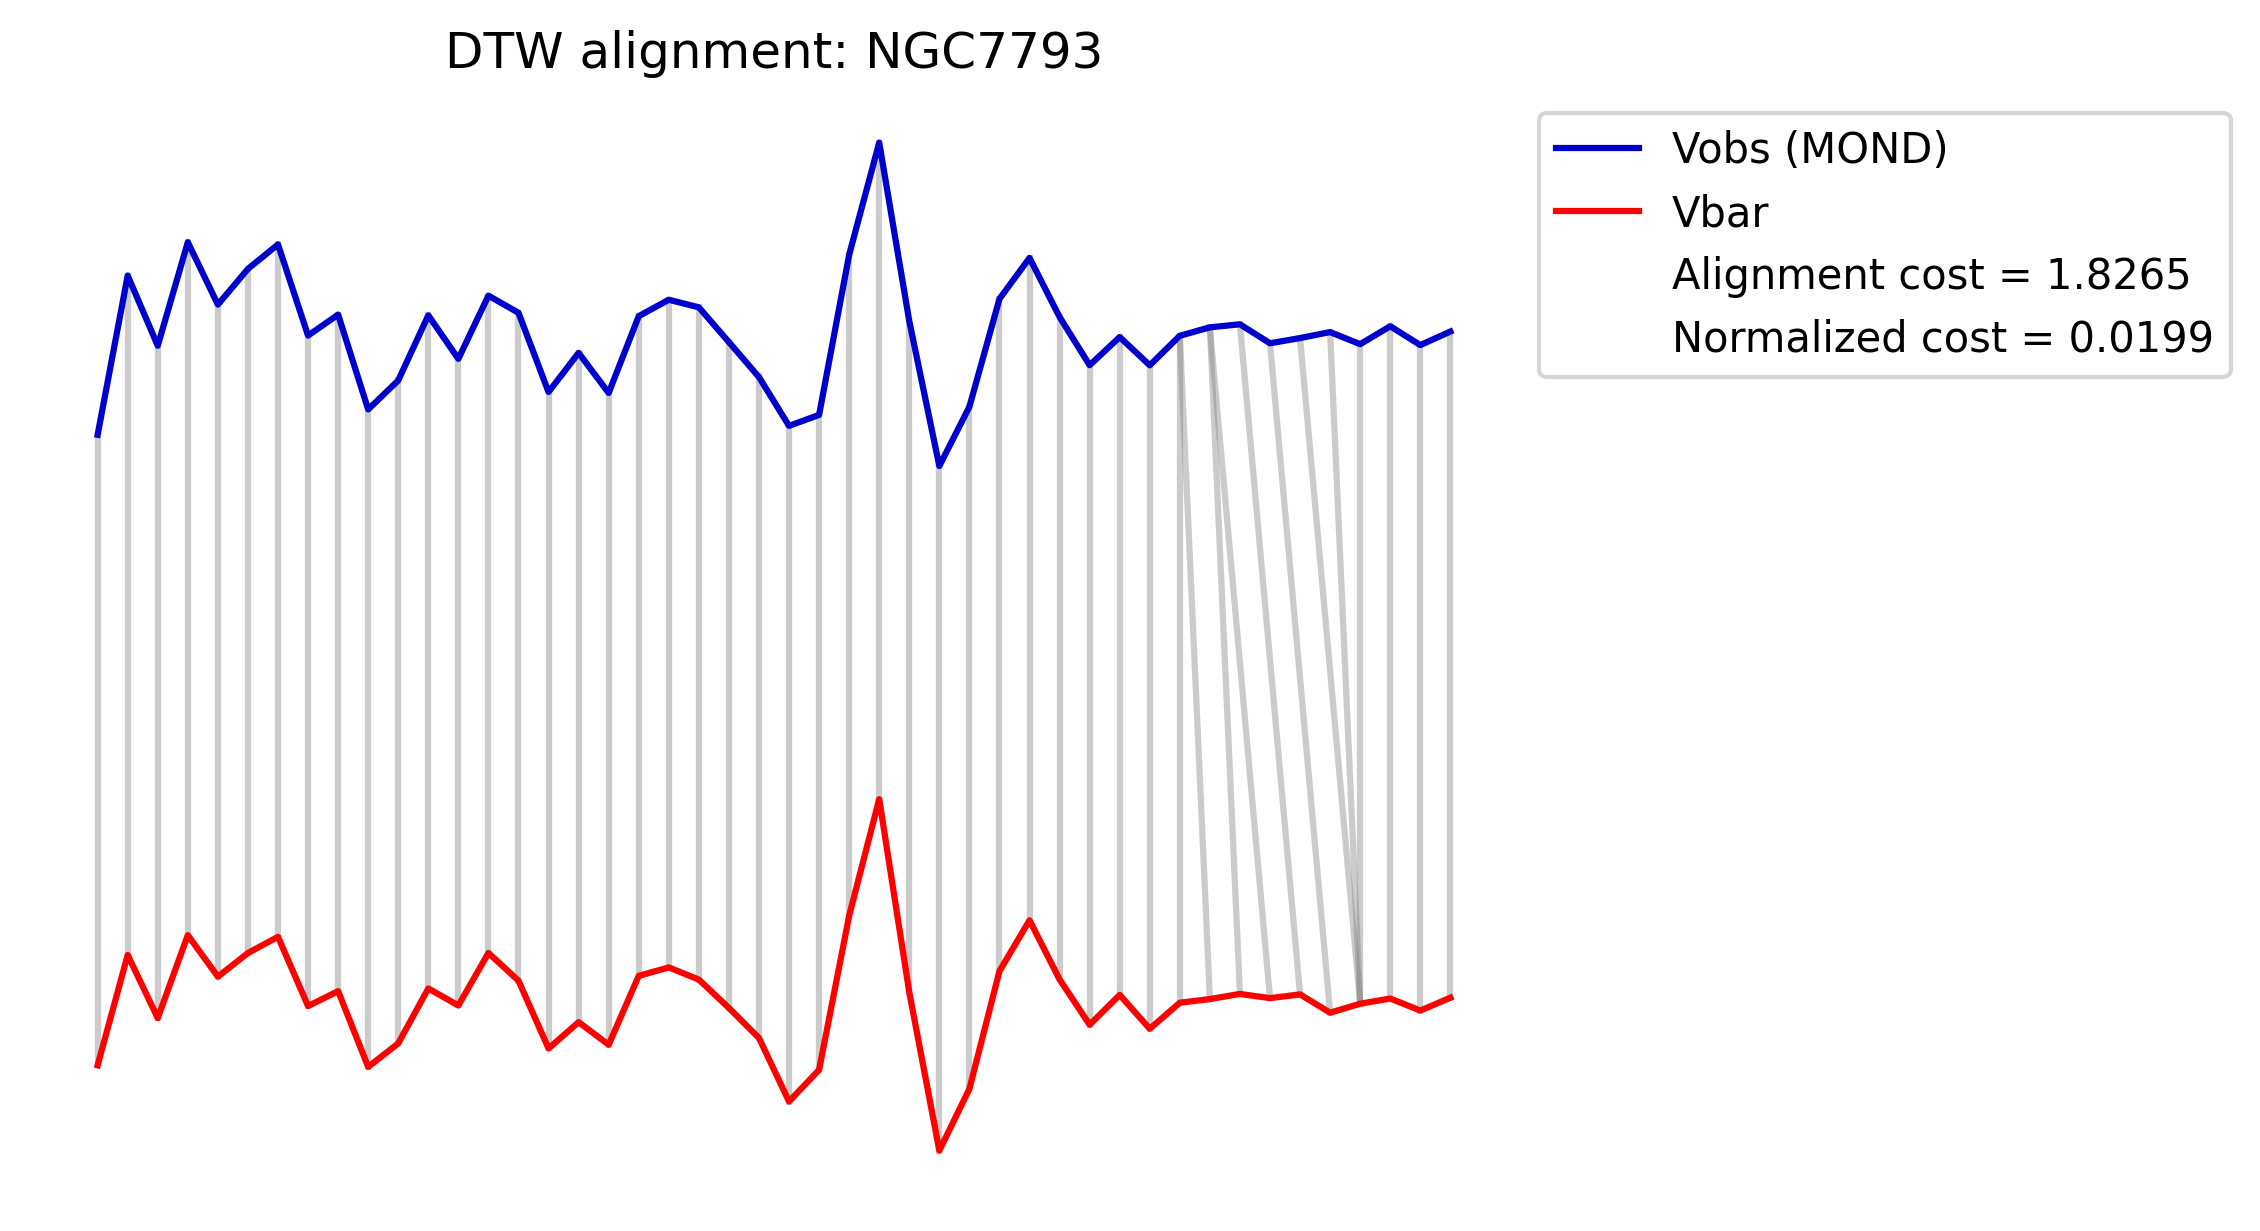 DTW alignment: NGC7793
Vobs (MOND)
Vbar
Alignment cost = 1.8265
Normalized cost = 0.0199